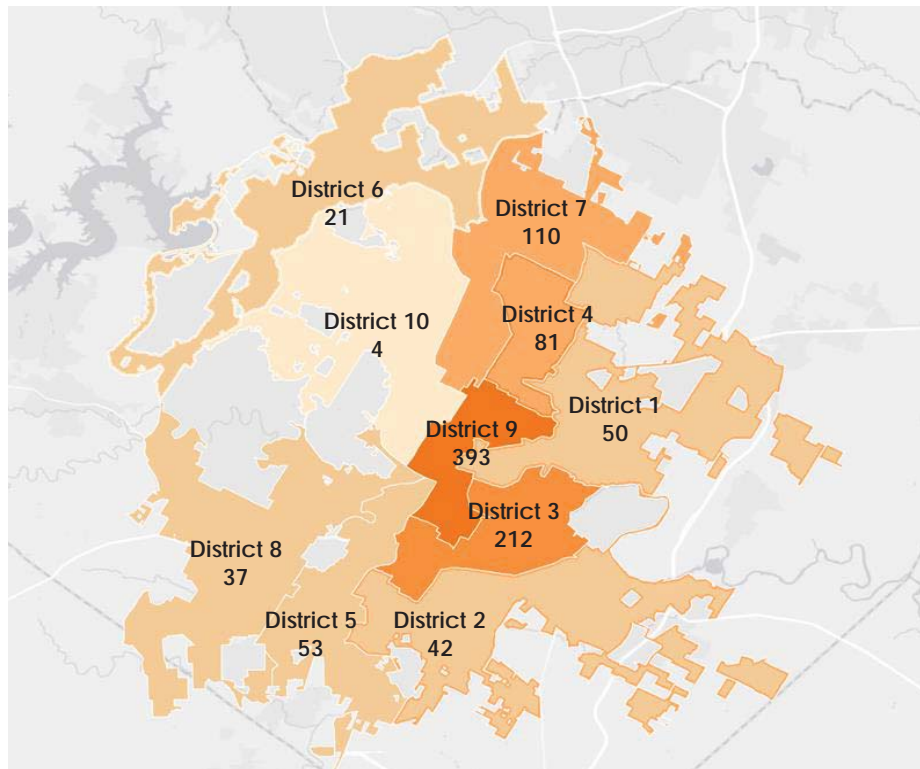 District 6
21
District 7
110
District 10
4
District 4
81
District 1
50
District 9
393
District 3
212
District 8
37
District 5
53
District 2
42